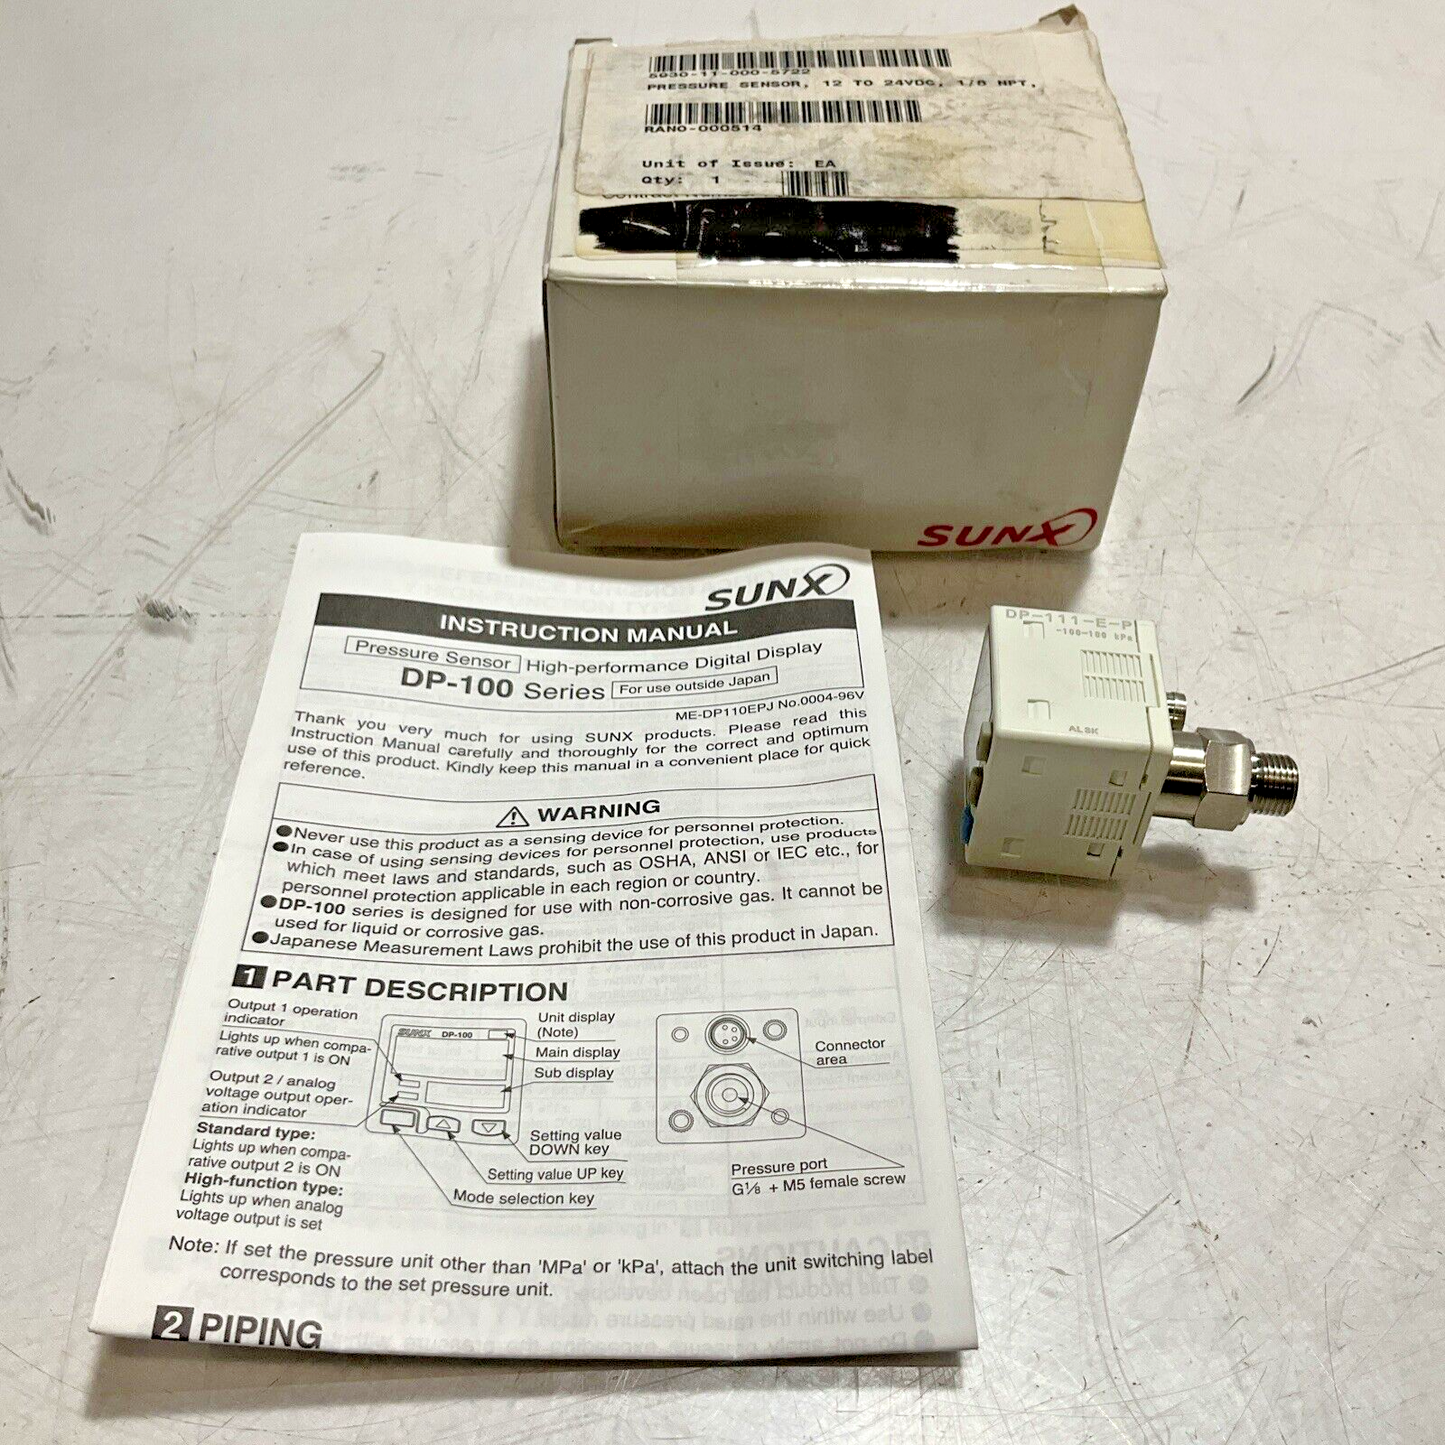 5930-11-000-5722
PRESSURE SENSOR, 12 TO 24VDC, 1/8 NPT,
RANO-000514
Unit of Issue: EA
Qty: 1
SUNX
SUNX
INSTRUCTION MANUAL
Pressure Sensor High-performance Digital Display
DP-100 Series For use outside Japan
ME-DP110EPJ No.0004-96V
Thank you very much for using SUNX products. Please read this
Instruction Manual carefully and thoroughly for the correct and optimum
use of this product. Kindly keep this manual in a convenient place for quick
reference.
WARNING
●Never use this product as a sensing device for personnel protection.
●In case of using sensing devices for personnel protection, use products
which meet laws and standards, such as OSHA, ANSI or IEC etc., for
personnel protection applicable in each region or country.
●DP-100 series is designed for use with non-corrosive gas. It cannot be
used for liquid or corrosive gas.
●Japanese Measurement Laws prohibit the use of this product in Japan.
1 PART DESCRIPTION
Output 1 operation
indicator
Lights up when compa-
rative output 1 is ON
Output 2 / analog
voltage output oper-
ation indicator
Standard type:
Lights up when compa-
rative output 2 is ON
High-function type:
Lights up when analog
voltage output is set
SUNX DP-100
Unit display
(Note)
Main display
Sub display
Setting value
DOWN key
Setting value UP key
Mode selection key
Connector
area
Pressure port
G1/8 + M5 female screw
Note: If set the pressure unit other than 'MPa' or 'kPa', attach the unit switching label
corresponds to the set pressure unit.
2 PIPING
DP-111-E-P
-100~100 kPa
ALSK